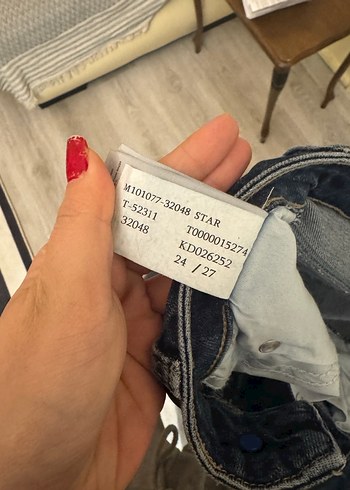 M101077-32048 STAR
T-52311 T0000015274
32048 KD026252
24 / 27